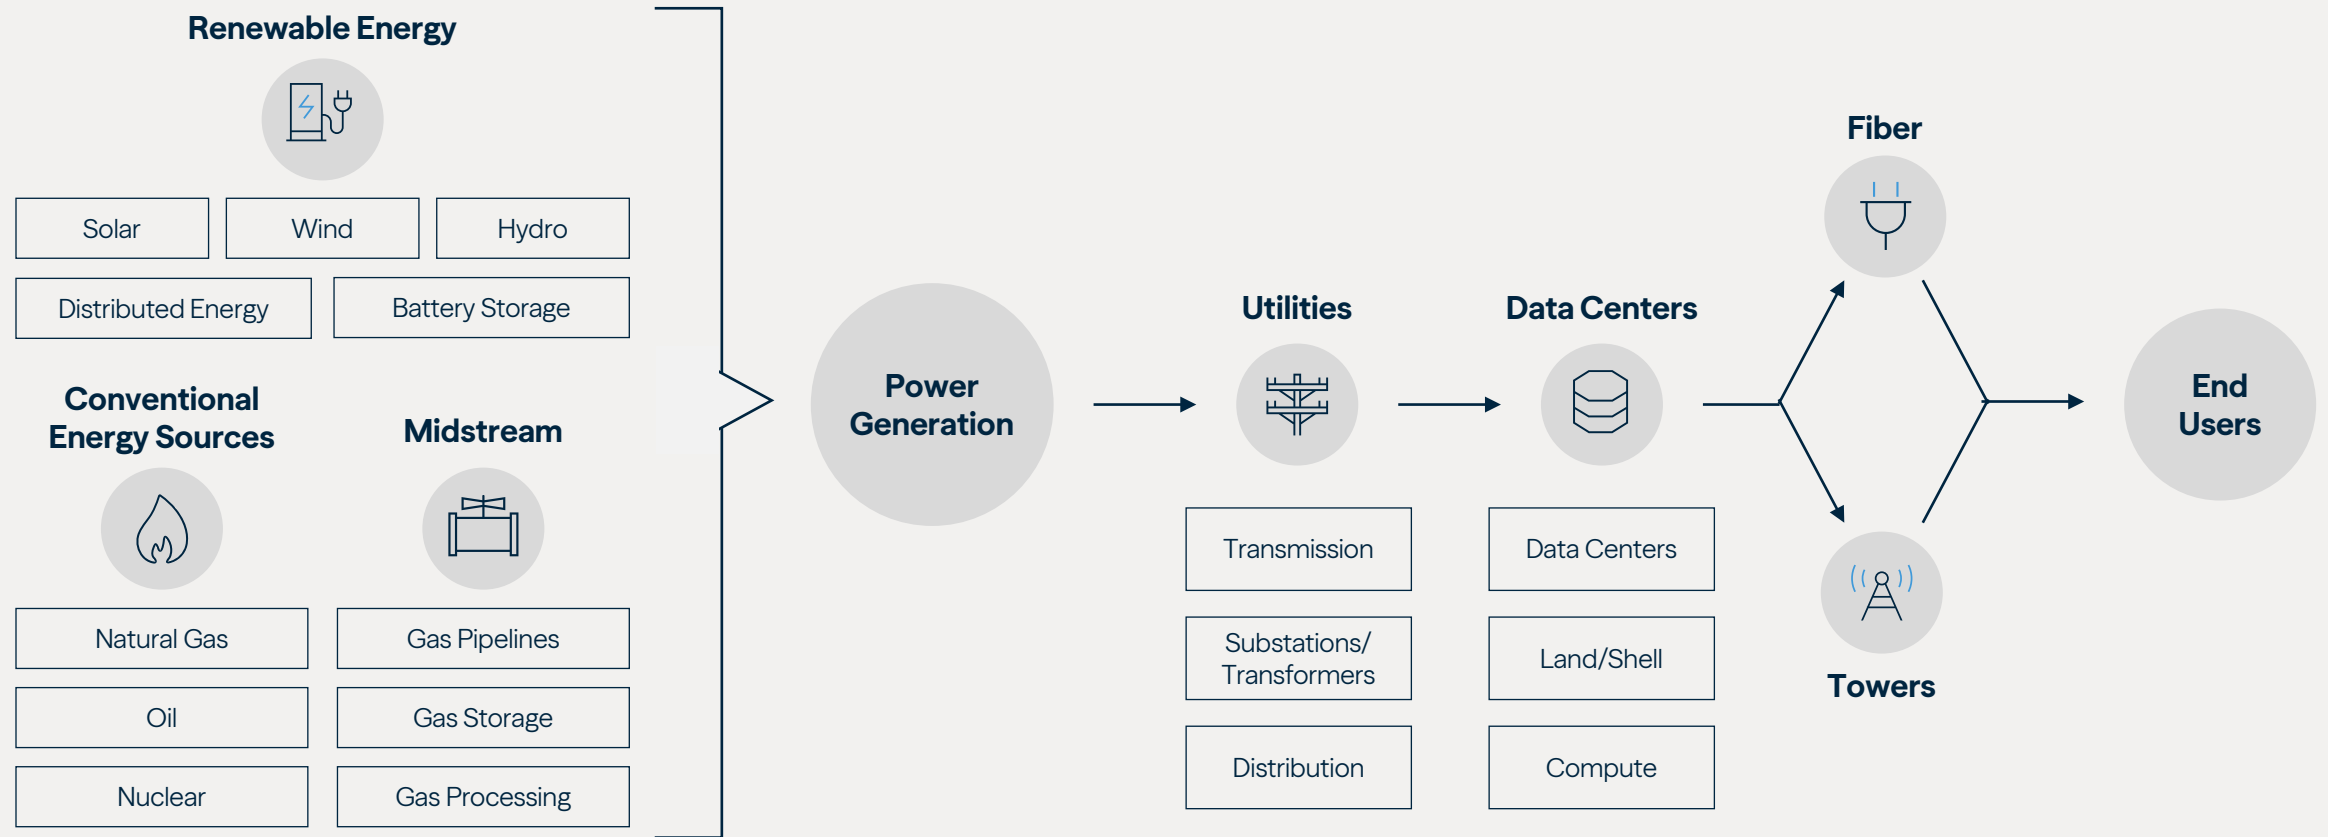 Renewable Energy
Solar
Wind
Hydro
Distributed Energy
Battery Storage
Conventional
Energy Sources
Natural Gas
Oil
Nuclear
Midstream
Gas Pipelines
Gas Storage
Gas Processing
Power
Generation
Utilities
Transmission
Substations/
Transformers
Distribution
Data Centers
Data Centers
Land/Shell
Compute
Fiber
Towers
End
Users